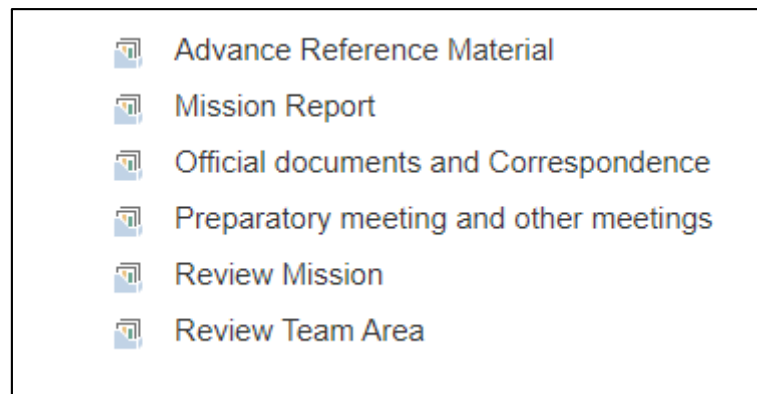 Advance Reference Material
Mission Report
Official documents and Correspondence
Preparatory meeting and other meetings
Review Mission
Review Team Area